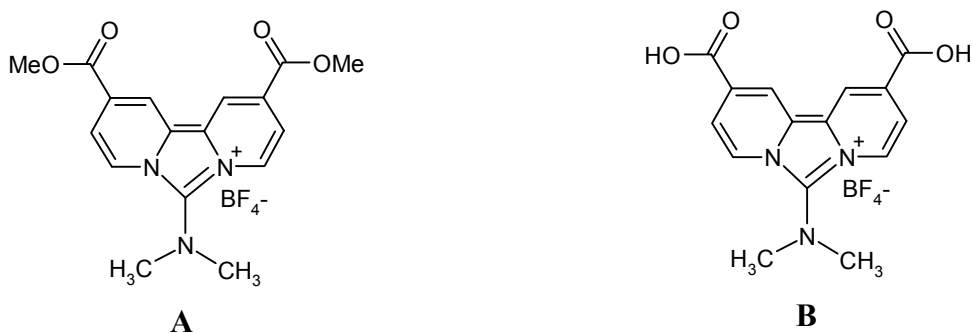 O
O
MeO
OMe
N
N+
BF4-
N
H3C
CH3
A
O
O
HO
OH
N
N+
BF4-
N
H3C
CH3
B